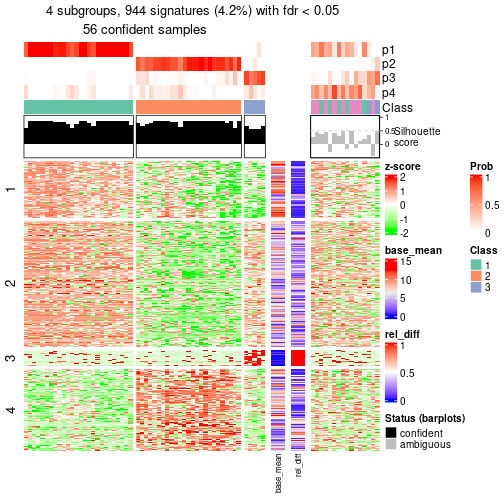 4 subgroups, 944 signatures (4.2%) with fdr < 0.05
56 confident samples
p1
p2
p3
p4
Class
1
0.5
0
Silhouette
score
1
2
3
4
base_mean
rel_diff
z-score
2
1
0
-1
-2
base_mean
15
10
5
0
rel_diff
1
0.5
0
Status (barplots)
confident
ambiguous
Prob
1
0.5
0
Class
1
2
3